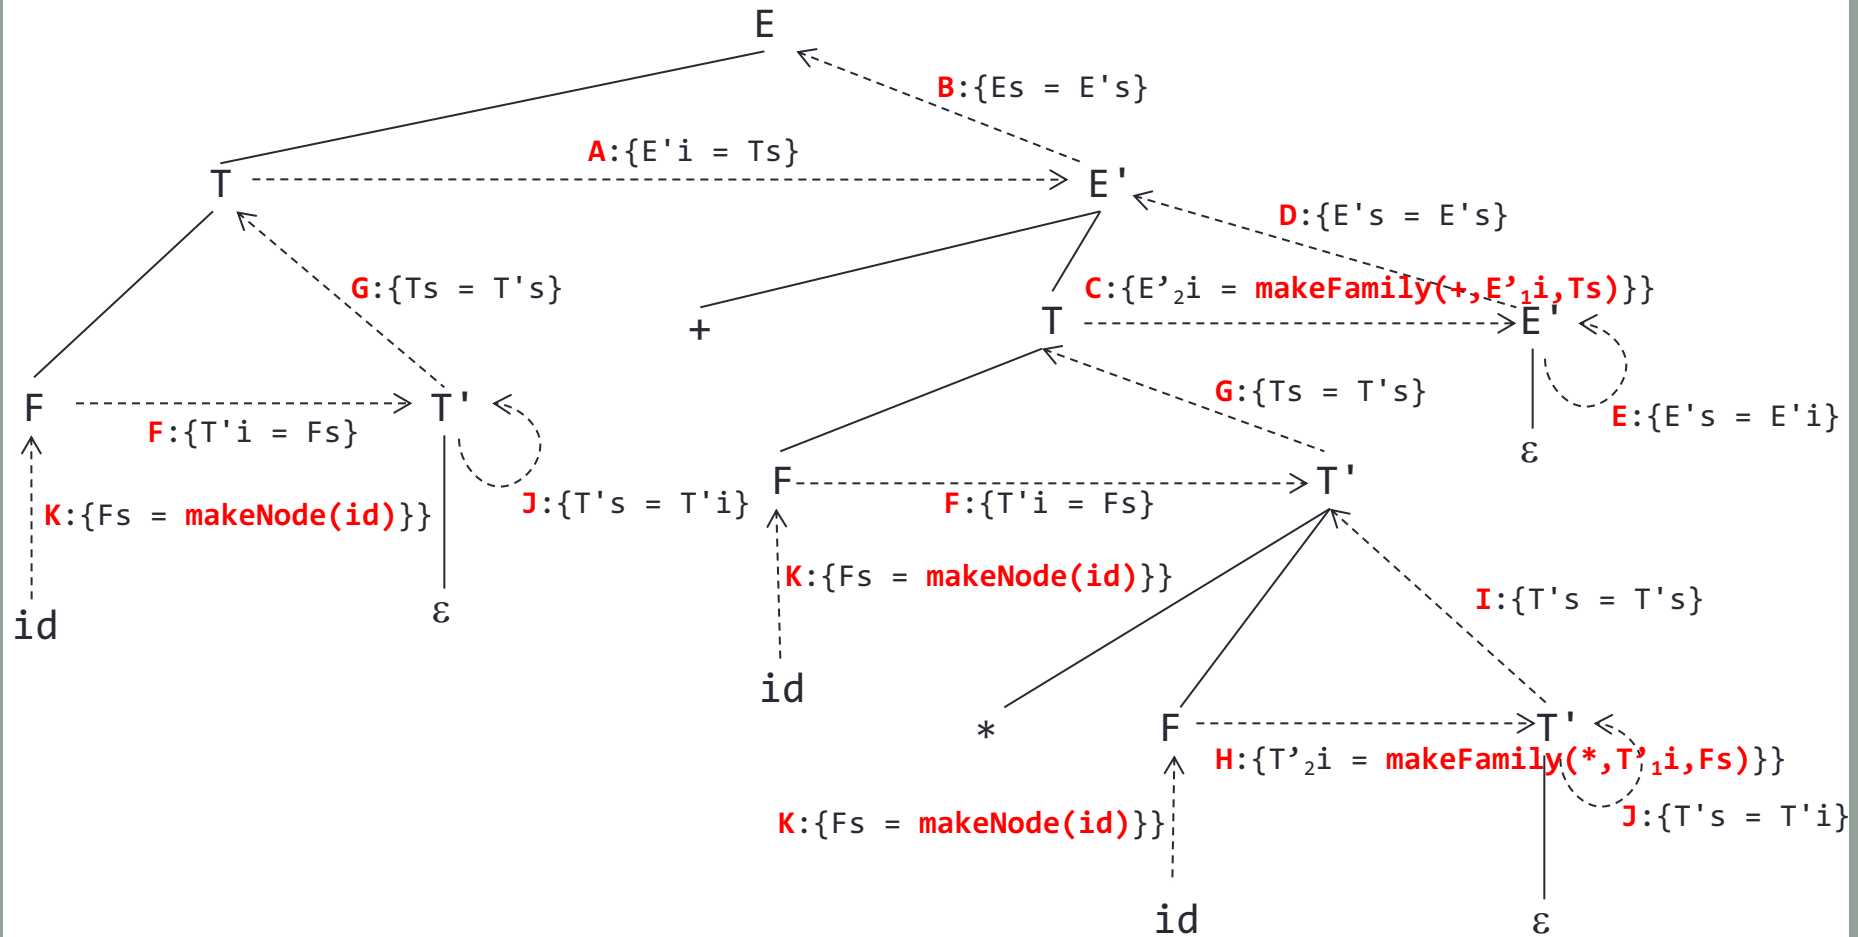 E
B:{Es = E's}
A:{E'i = Ts}
T
E'
D:{E's = E's}
G:{Ts = T's}
C:{E’₂i = makeFamily(+,E’₁i,Ts)}}
+
T
E'
F
T'
G:{Ts = T's}
E:{E's = E'i}
F:{T'i = Fs}
ε
K:{Fs = makeNode(id)}}
J:{T's = T'i}
F
F:{T'i = Fs}
T'
id
ε
K:{Fs = makeNode(id)}}
I:{T's = T's}
id
*
F
T'
H:{T’₂i = makeFamily(*,T’₁i,Fs)}}
K:{Fs = makeNode(id)}}
J:{T's = T'i}
id
ε